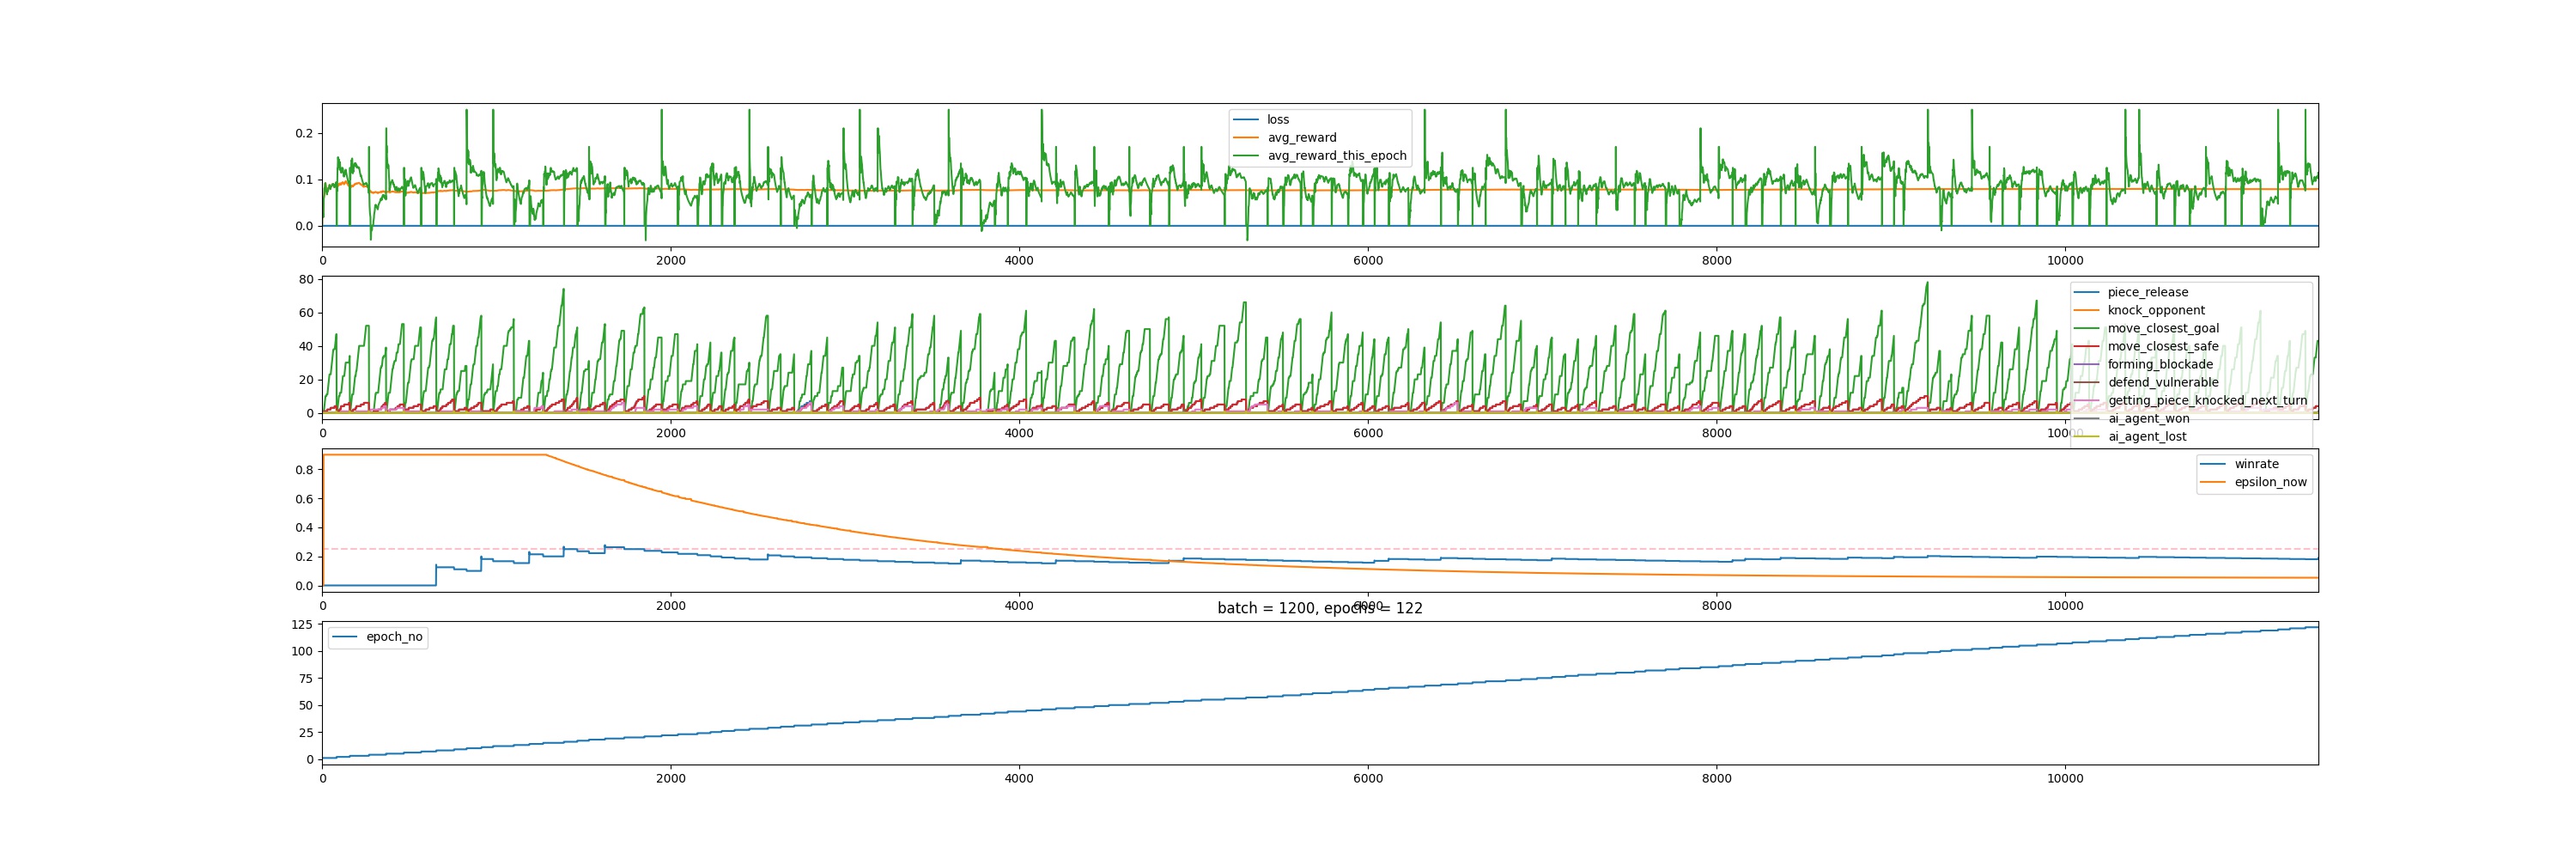 0.2
0.1
0.0
loss
avg_reward
avg_reward_this_epoch
0 2000 4000 6000 8000 10000
80
60
40
20
0
piece_release
knock_opponent
move_closest_goal
move_closest_safe
forming_blockade
defend_vulnerable
getting_piece_knocked_next_turn
ai_agent_won
ai_agent_lost
0 2000 4000 6000 8000 10000
0.8
0.6
0.4
0.2
0.0
winrate
epsilon_now
0 2000 4000 6000 8000 10000
batch = 1200, epochs = 122
125
100
75
50
25
0
epoch_no
0 2000 4000 6000 8000 10000